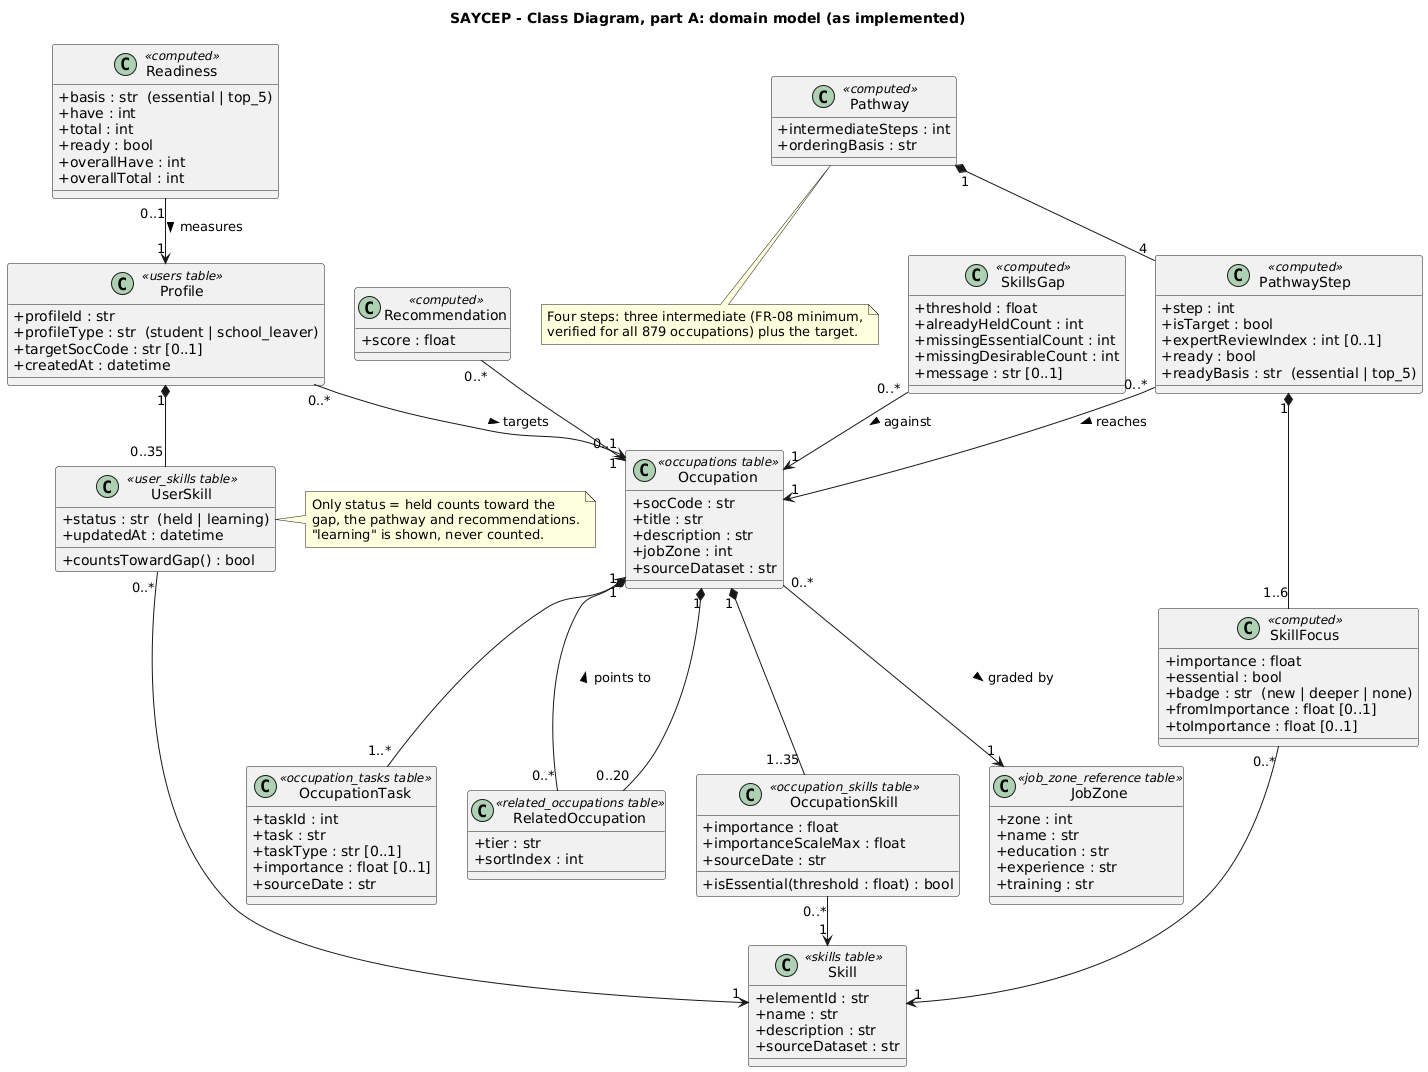 SAYCEP - Class Diagram, part A: domain model (as implemented)
C
«computed»
Readiness
+basis : str  (essential | top_5)
+have : int
+total : int
+ready : bool
+overallHave : int
+overallTotal : int
C
«computed»
Pathway
+intermediateSteps : int
+orderingBasis : str
0..1
measures
1
1
4
C
«users table»
Profile
+profileId : str
+profileType : str  (student | school_leaver)
+targetSocCode : str [0..1]
+createdAt : datetime
C
«computed»
Recommendation
+score : float
Four steps: three intermediate (FR-08 minimum,
verified for all 879 occupations) plus the target.
C
«computed»
SkillsGap
+threshold : float
+alreadyHeldCount : int
+missingEssentialCount : int
+missingDesirableCount : int
+message : str [0..1]
C
«computed»
PathwayStep
+step : int
+isTarget : bool
+expertReviewIndex : int [0..1]
+ready : bool
+readyBasis : str  (essential | top_5)
1
0..*
0..*
0..*
0..*
1
targets
against
reaches
0..35
0..1
1
1
1
C
«user_skills table»
UserSkill
+status : str  (held | learning)
+updatedAt : datetime
+countsTowardGap() : bool
Only status = held counts toward the
gap, the pathway and recommendations.
"learning" is shown, never counted.
C
«occupations table»
Occupation
+socCode : str
+title : str
+description : str
+jobZone : int
+sourceDataset : str
0..*
1
1
1
1
0..*
1..6
points to
graded by
C
«computed»
SkillFocus
+importance : float
+essential : bool
+badge : str  (new | deeper | none)
+fromImportance : float [0..1]
+toImportance : float [0..1]
1..*
0..*
0..20
1..35
1
0..*
C
«occupation_tasks table»
OccupationTask
+taskId : int
+task : str
+taskType : str [0..1]
+importance : float [0..1]
+sourceDate : str
C
«related_occupations table»
RelatedOccupation
+tier : str
+sortIndex : int
C
«occupation_skills table»
OccupationSkill
+importance : float
+importanceScaleMax : float
+sourceDate : str
+isEssential(threshold : float) : bool
C
«job_zone_reference table»
JobZone
+zone : int
+name : str
+education : str
+experience : str
+training : str
0..*
1
1
1
C
«skills table»
Skill
+elementId : str
+name : str
+description : str
+sourceDataset : str